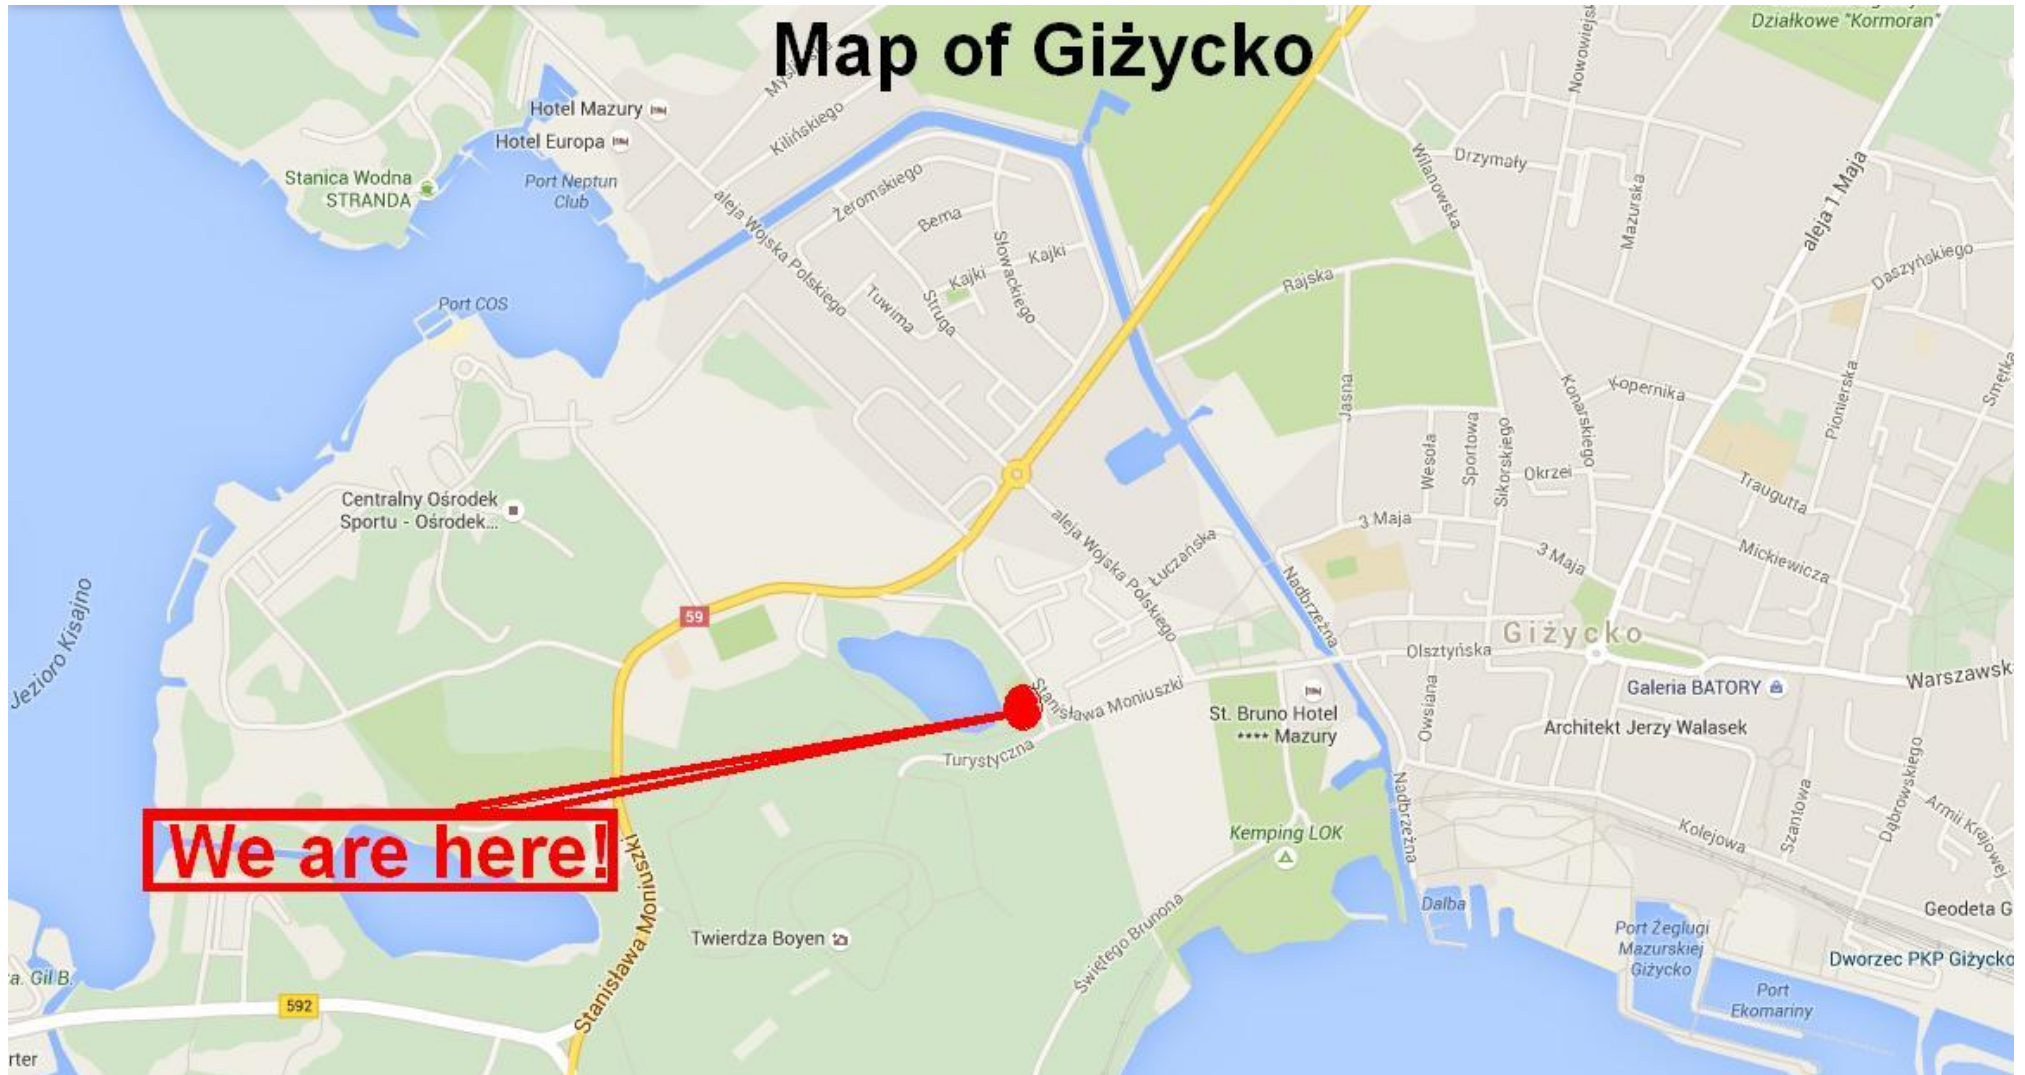 Map of Giżycko
Działkowe "Kormoran"
Hotel Mazury
Hotel Europa
Kilińskiego
Nowowiejs
Stanica Wodna
STRANDA
Port Neptun
Club
aleja Wojska Polskiego
Żeromskiego
Bema
Słowackiego
Kajki
Kajki
Tuwima
Struga
Wilanowska
Drzymały
Mazurska
aleja 1 Maja
Daszyńskiego
Rajska
Port COS
Jasna
Konarskiego
Kopernika
Pionierska
Smętka
Wesoła
Sportowa
Sikorskiego
Okrzei
Traugutta
Centralny Ośrodek
Sportu - Ośrodek...
aleja Wojska Polskiego
Łuczańska
3 Maja
3 Maja
Mickiewicza
Jezioro Kisajno
59
Nadbrzeżna
Giżycko
Olsztyńska
Warszawsk
Galeria BATORY
Stanisława Moniuszki
St. Bruno Hotel
**** Mazury
Owsiana
Architekt Jerzy Walasek
Turystyczna
Nadbrzeżna
Szantowa
Dąbrowskiego
Armii Krajowej
Kolejowa
Kemping LOK
We are here!
Stanisława Moniuszki
Twierdza Boyen
Świętego Brunona
Dalba
Geodeta G
Port Żeglugi
Mazurskiej
Giżycko
Dworzec PKP Giżycko
a. Gil B.
592
Port
Ekomariny
rter